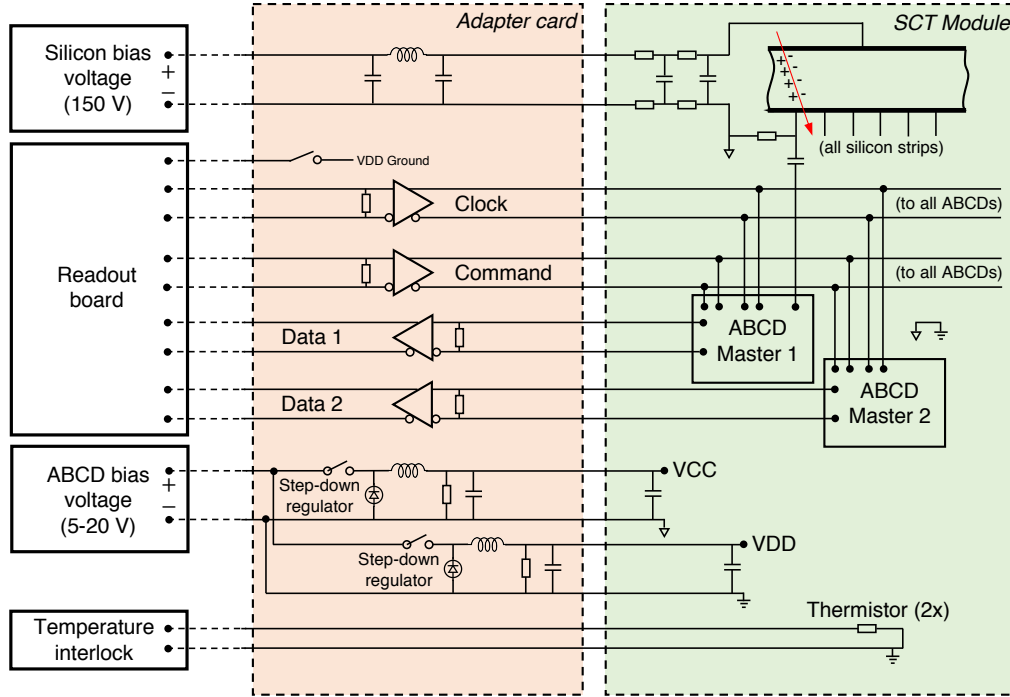 Adapter card
SCT Module
Silicon bias
voltage
(150 V)
+
−
+ -
+ -
+ -
+ -
(all silicon strips)
VDD Ground
Clock
(to all ABCDs)
Readout
board
Command
(to all ABCDs)
Data 1
ABCD
Master 1
Data 2
ABCD
Master 2
ABCD bias
voltage
(5-20 V)
+
−
Step-down
regulator
VCC
Step-down
regulator
VDD
Temperature
interlock
Thermistor (2x)